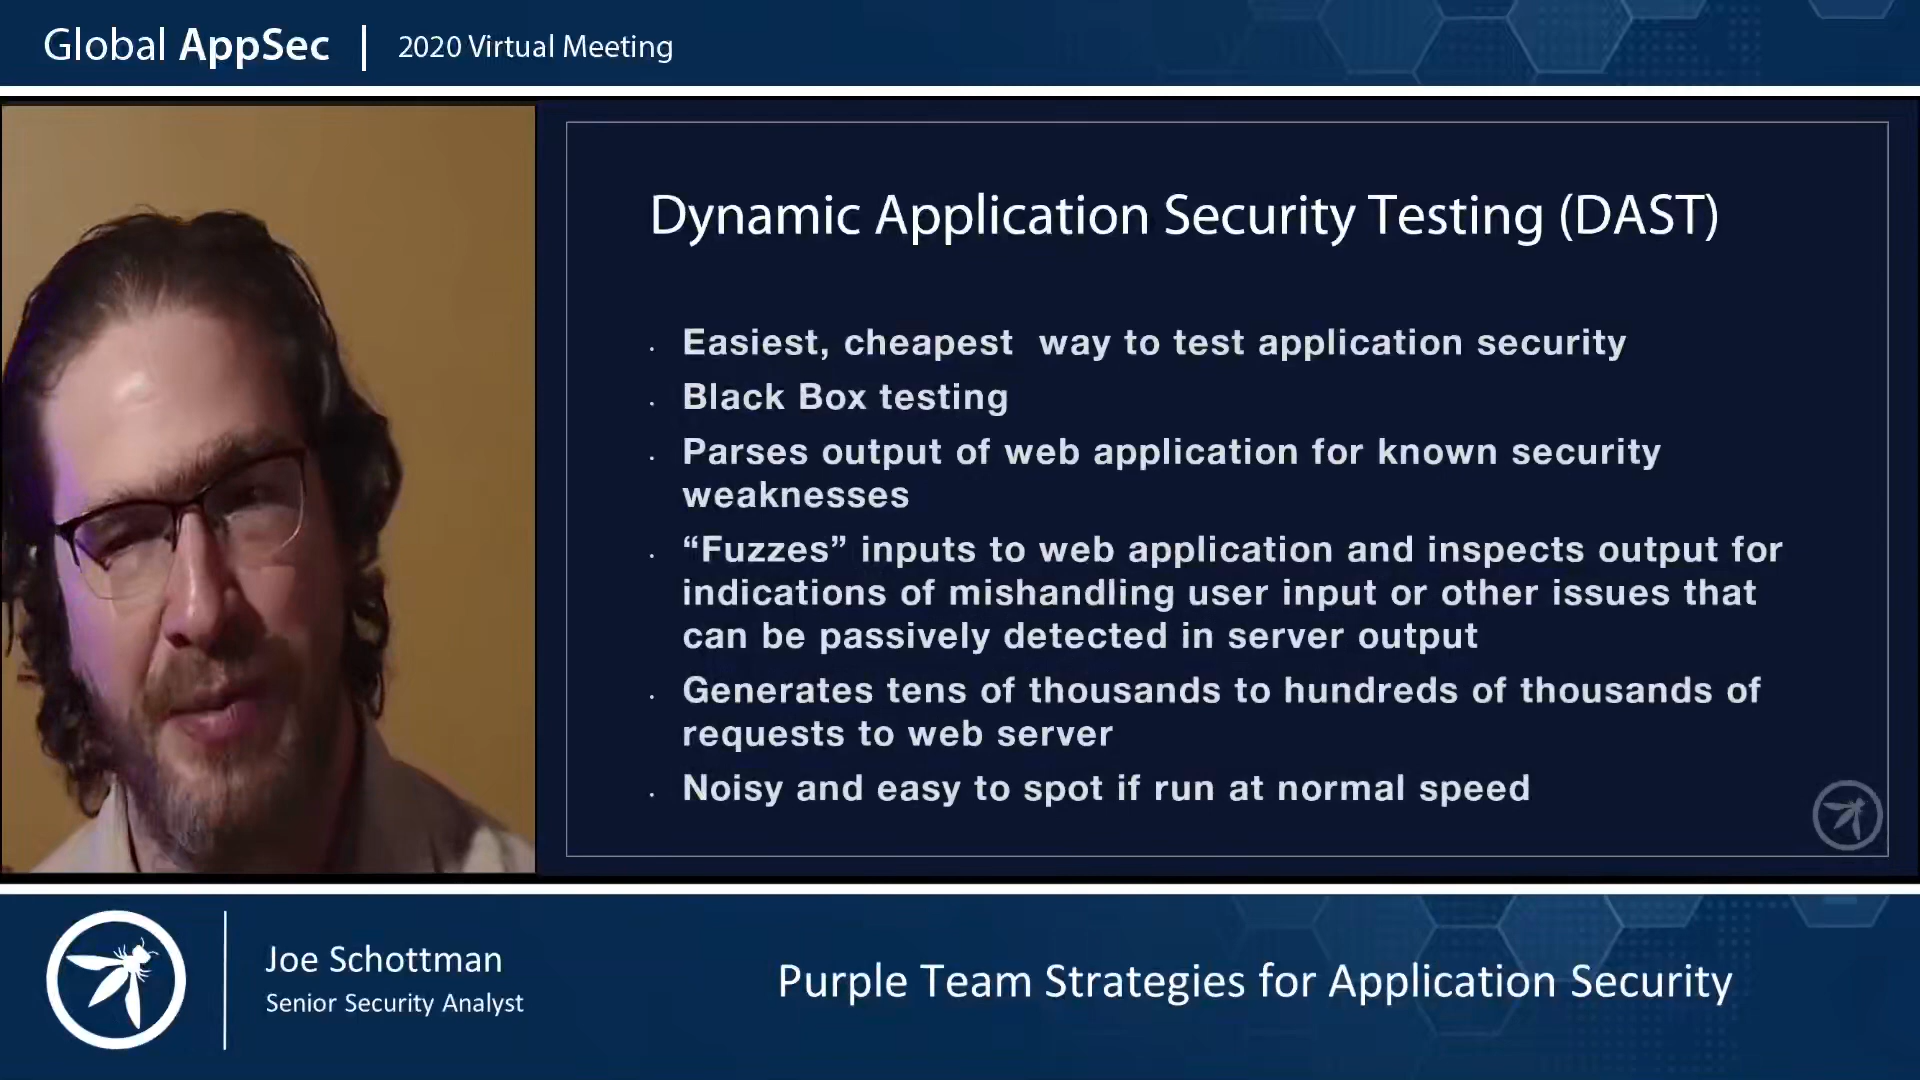 Global AppSec | 2020 Virtual Meeting
Dynamic Application Security Testing (DAST)
· Easiest, cheapest  way to test application security
· Black Box testing
· Parses output of web application for known security
weaknesses
· “Fuzzes” inputs to web application and inspects output for
indications of mishandling user input or other issues that
can be passively detected in server output
· Generates tens of thousands to hundreds of thousands of
requests to web server
· Noisy and easy to spot if run at normal speed
Joe Schottman
Senior Security Analyst
Purple Team Strategies for Application Security